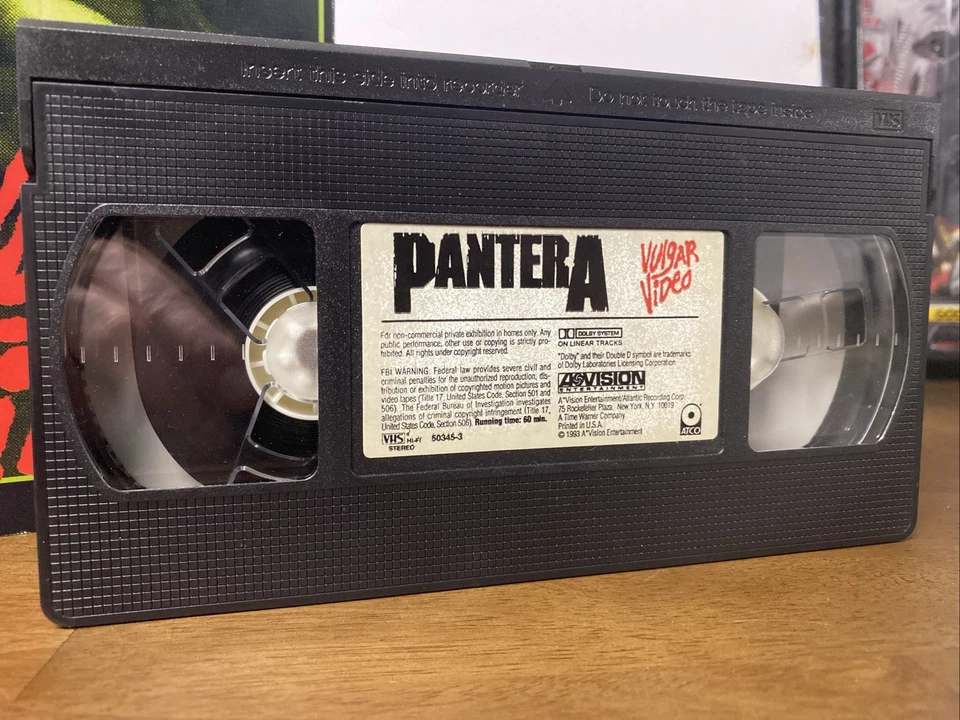 Insert this side into recorder
Do not touch the tape inside
VHS
PANTERA
VULGAR
VIDEO
For non-commercial private exhibition in homes only. Any
public performance, other use or copying is strictly pro-
hibited. All rights under copyright reserved.
FBI WARNING: Federal law provides severe civil and
criminal penalties for the unauthorized reproduction, dis-
tribution or exhibition of copyrighted motion pictures and
video tapes (Title 17, United States Code, Section 501 and
506). The Federal Bureau of Investigation investigates
allegations of criminal copyright infringement (Title 17,
United States Code, Section 506). Running time: 60 min.
VHS HI-FI 50345-3
STEREO
DOLBY SYSTEM
ON LINEAR TRACKS
"Dolby" and their Double D symbol are trademarks
of Dolby Laboratories Licensing Corporation.
A*VISION
ENTERTAINMENT
A*Vision Entertainment/Atlantic Recording Corp.
75 Rockefeller Plaza, New York, N.Y. 10019
A Time Warner Company
Printed in U.S.A.
© 1993 A*Vision Entertainment
ATCO